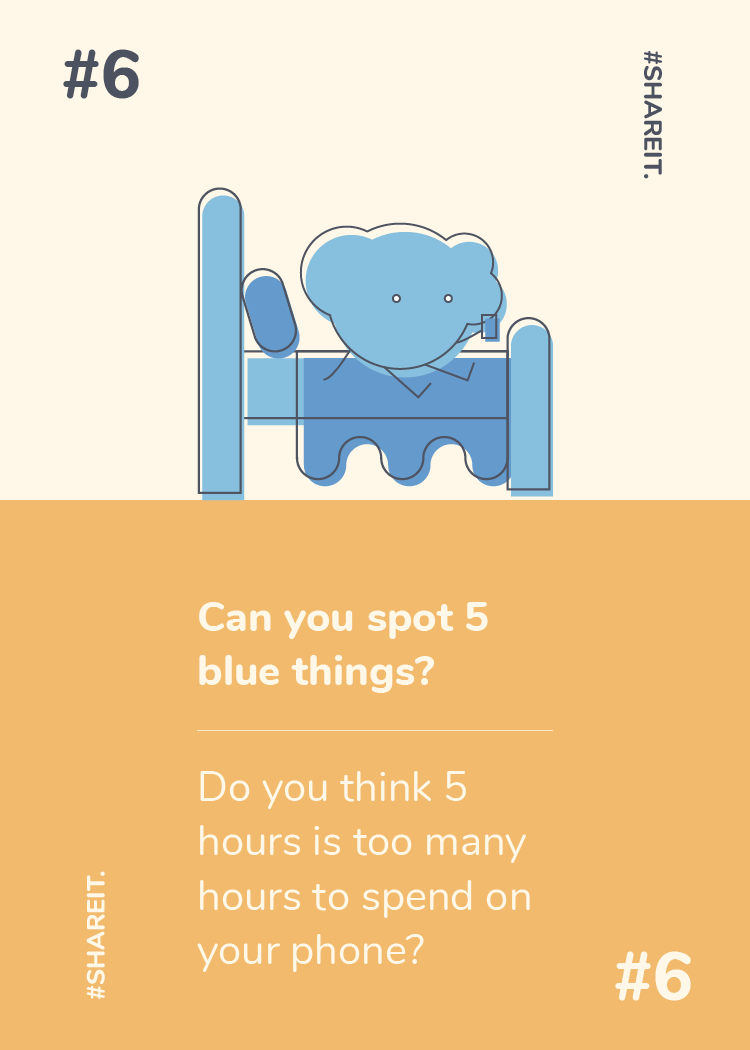 #6
#SHAREIT.
Can you spot 5
blue things?
Do you think 5
hours is too many
hours to spend on
your phone?
#SHAREIT.
#6